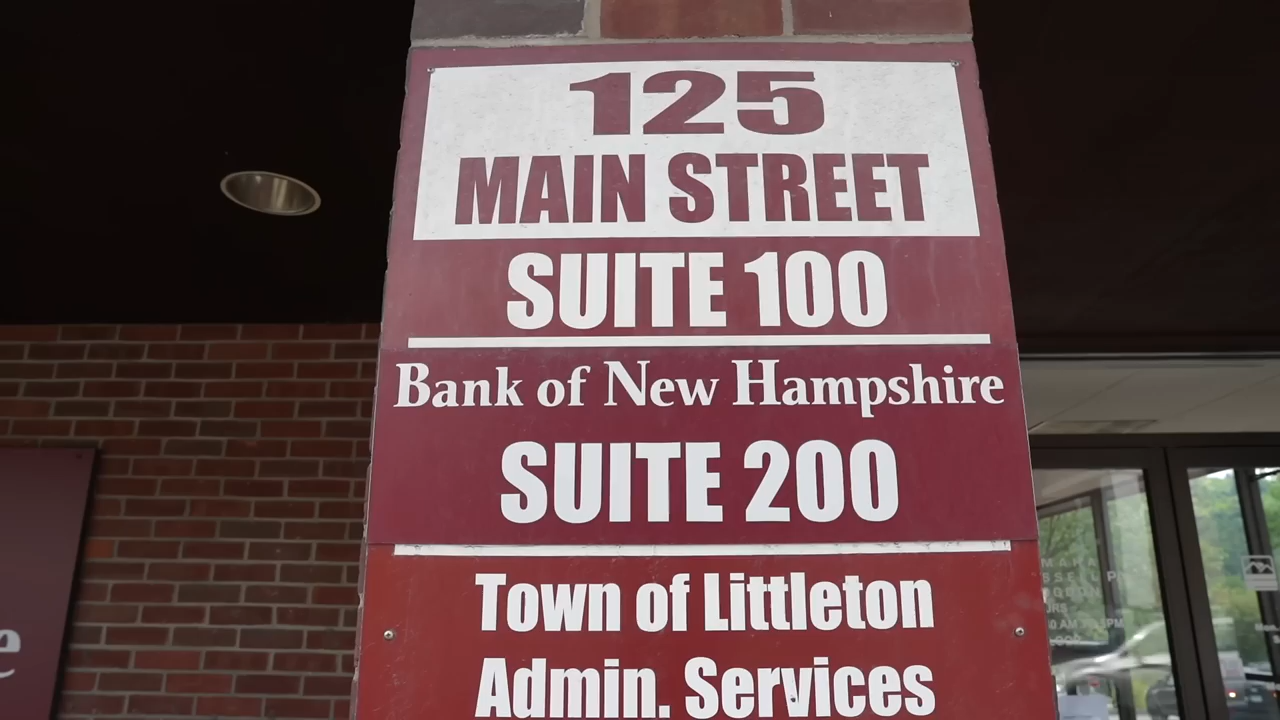 125
MAIN STREET
SUITE 100
Bank of New Hampshire
SUITE 200
Town of Littleton
Admin. Services
e